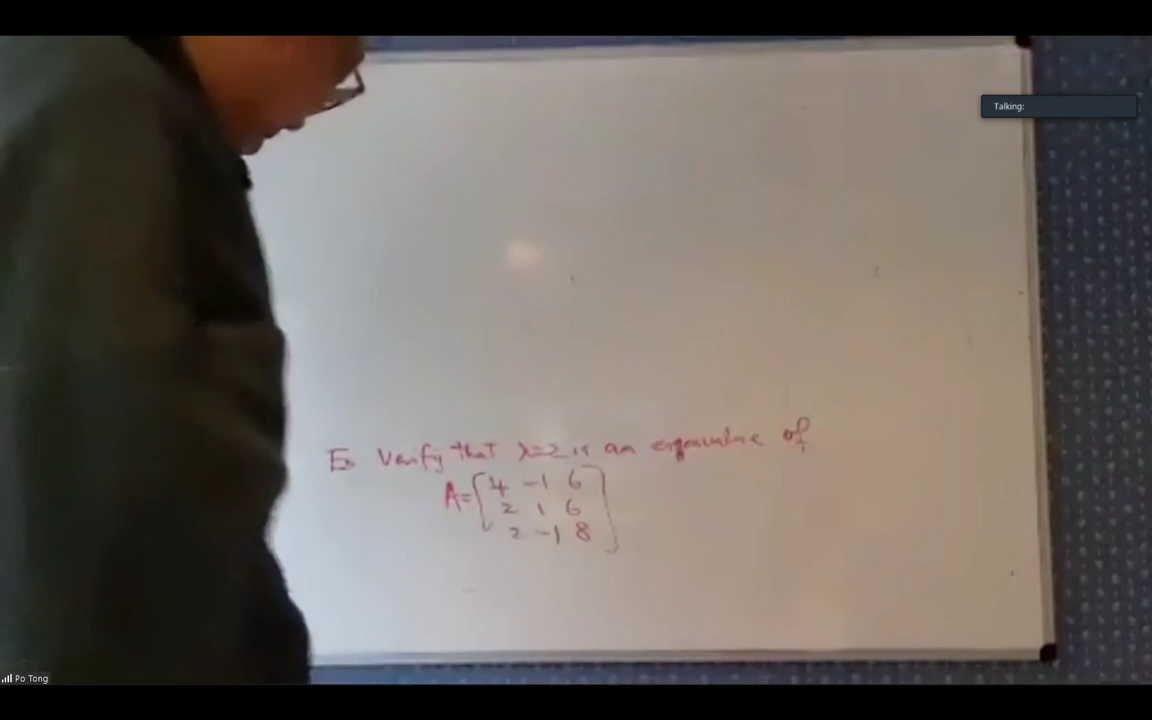 Talking:
Ex Verify that λ=2 is an eigenvalue of
A=[4 -1 6
2 1 6
2 -1 8]
Po Tong